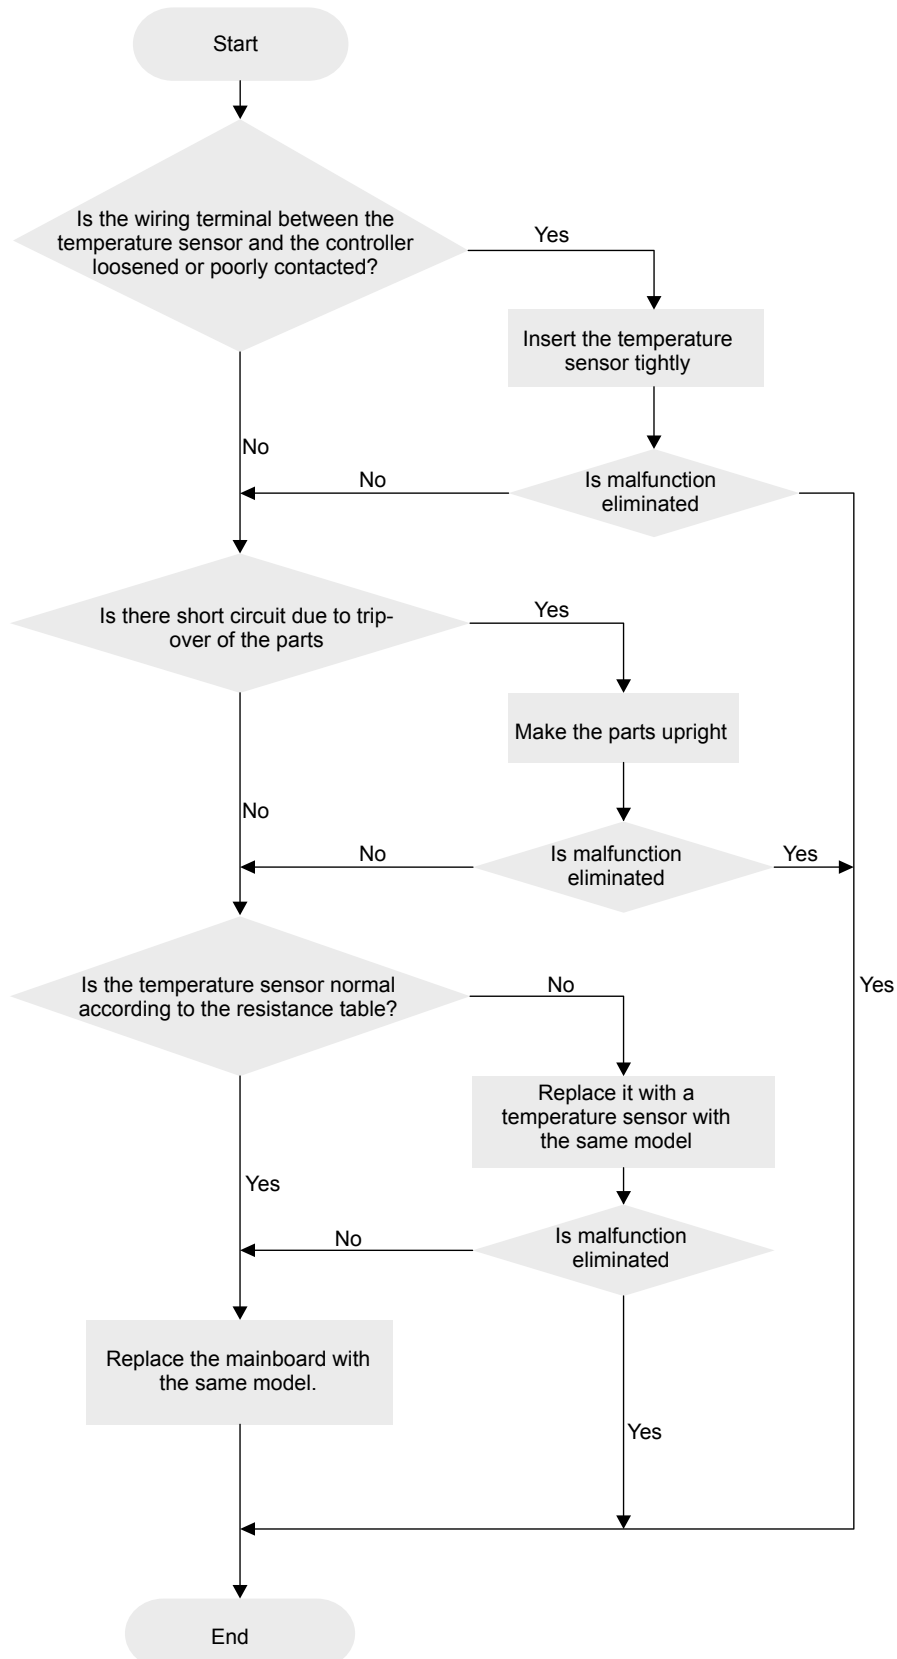 Start
Is the wiring terminal between the
temperature sensor and the controller
loosened or poorly contacted?
Yes
Insert the temperature
sensor tightly
No
No
Is malfunction
eliminated
Is there short circuit due to trip-
over of the parts
Yes
Make the parts upright
No
No
Is malfunction
eliminated
Yes
Is the temperature sensor normal
according to the resistance table?
No
Yes
Replace it with a
temperature sensor with
the same model
Yes
No
Is malfunction
eliminated
Replace the mainboard with
the same model.
Yes
End